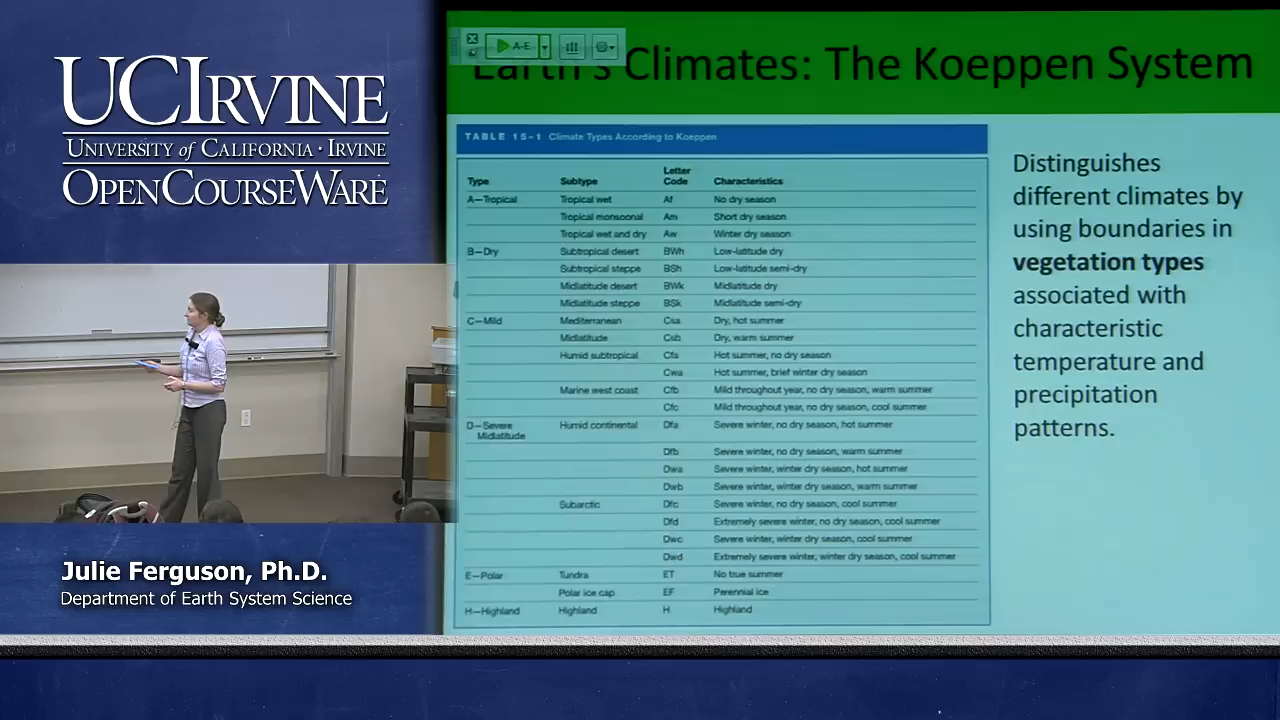 UCIRVINE
UNIVERSITY of CALIFORNIA · IRVINE
OPENCOURSEWARE
Julie Ferguson, Ph.D.
Department of Earth System Science
A-E
Earth's Climates: The Koeppen System
TABLE 15-1 Climate Types According to Koeppen
Type Subtype Letter Code Characteristics
A—Tropical Tropical wet Af No dry season
Tropical monsoonal Am Short dry season
Tropical wet and dry Aw Winter dry season
B—Dry Subtropical desert BWh Low-latitude dry
Subtropical steppe BSh Low-latitude semi-dry
Midlatitude desert BWk Midlatitude dry
Midlatitude steppe BSk Midlatitude semi-dry
C—Mild Mediterranean Csa Dry, hot summer
Midlatitude Csb Dry, warm summer
Humid subtropical Cfa Hot summer, no dry season
Cwa Hot summer, brief winter dry season
Marine west coast Cfb Mild throughout year, no dry season, warm summer
Cfc Mild throughout year, no dry season, cool summer
D—Severe Midlatitude Humid continental Dfa Severe winter, no dry season, hot summer
Dfb Severe winter, no dry season, warm summer
Dwa Severe winter, winter dry season, hot summer
Dwb Severe winter, winter dry season, warm summer
Subarctic Dfc Severe winter, no dry season, cool summer
Dfd Extremely severe winter, no dry season, cool summer
Dwc Severe winter, winter dry season, cool summer
Dwd Extremely severe winter, winter dry season, cool summer
E—Polar Tundra ET No true summer
Polar ice cap EF Perennial ice
H—Highland Highland H Highland
Distinguishes
different climates by
using boundaries in
vegetation types
associated with
characteristic
temperature and
precipitation
patterns.